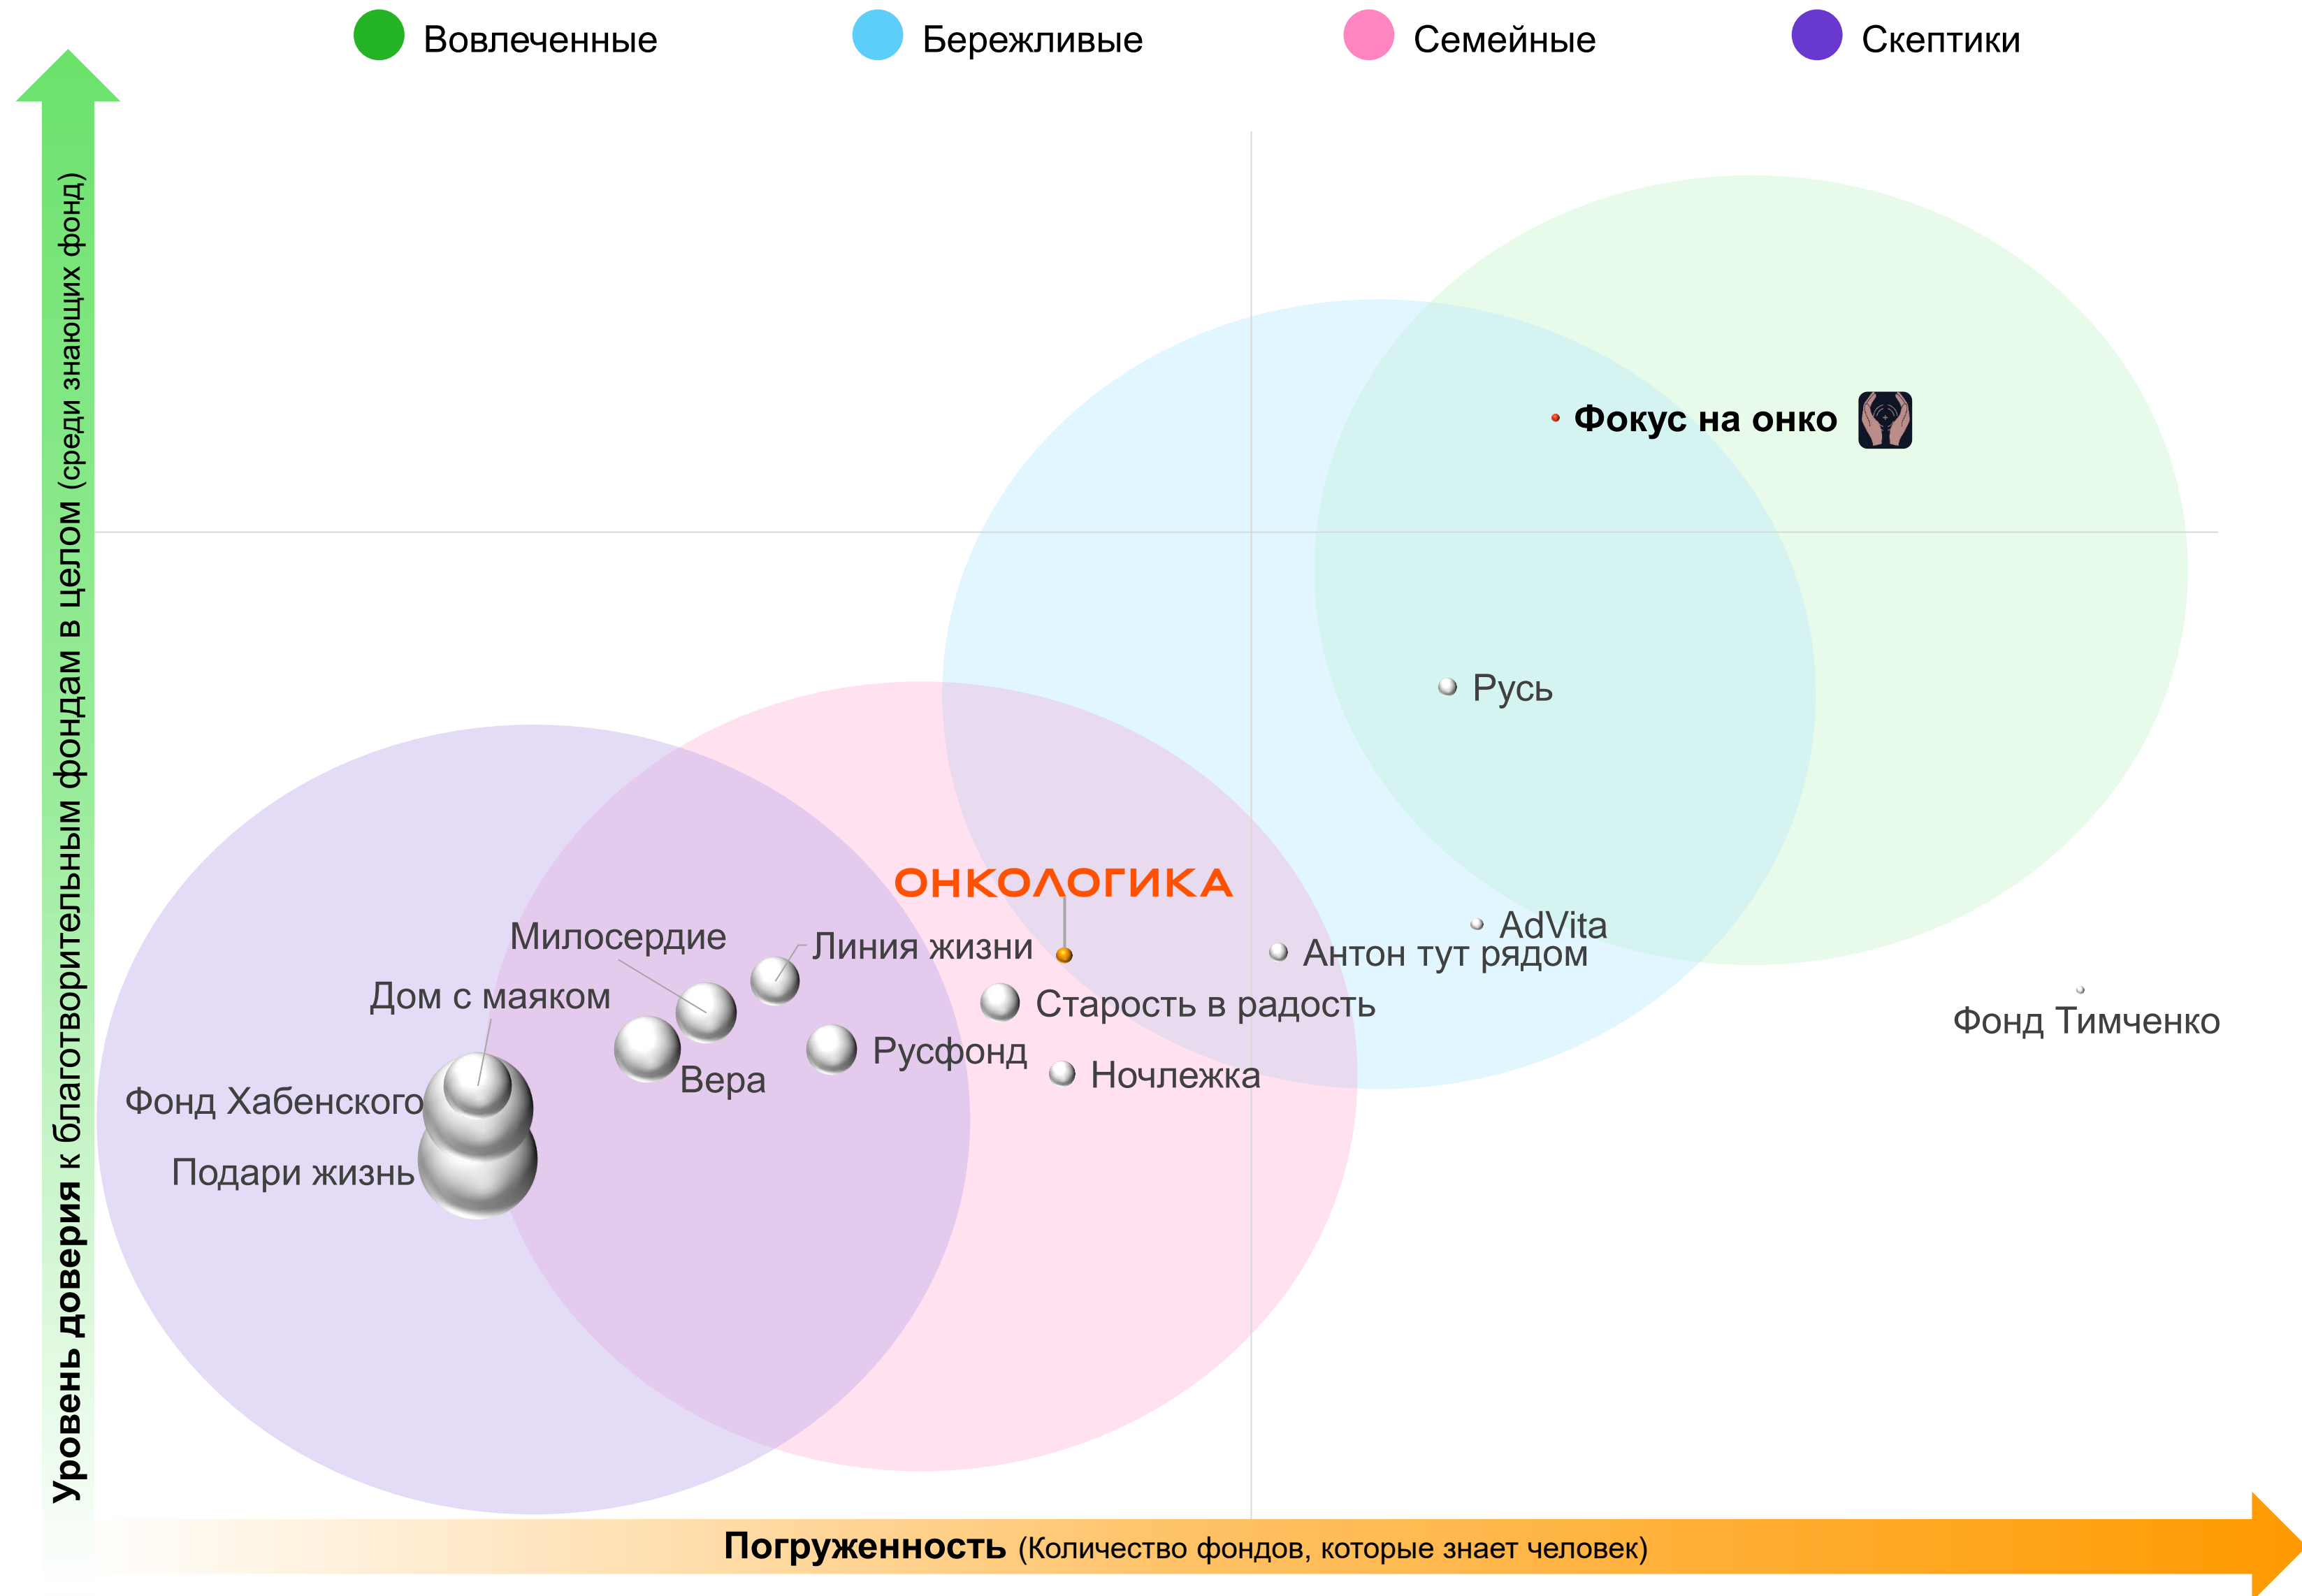 Вовлеченные
Бережливые
Семейные
Скептики
Уровень доверия к благотворительным фондам в целом (среди знающих фонд)
Фокус на онко
Русь
ОНКОЛОГИКА
AdVita
Милосердие
Линия жизни
Антон тут рядом
Дом с маяком
Старость в радость
Фонд Тимченко
Русфонд
Вера
Ночлежка
Фонд Хабенского
Подари жизнь
Погруженность (Количество фондов, которые знает человек)